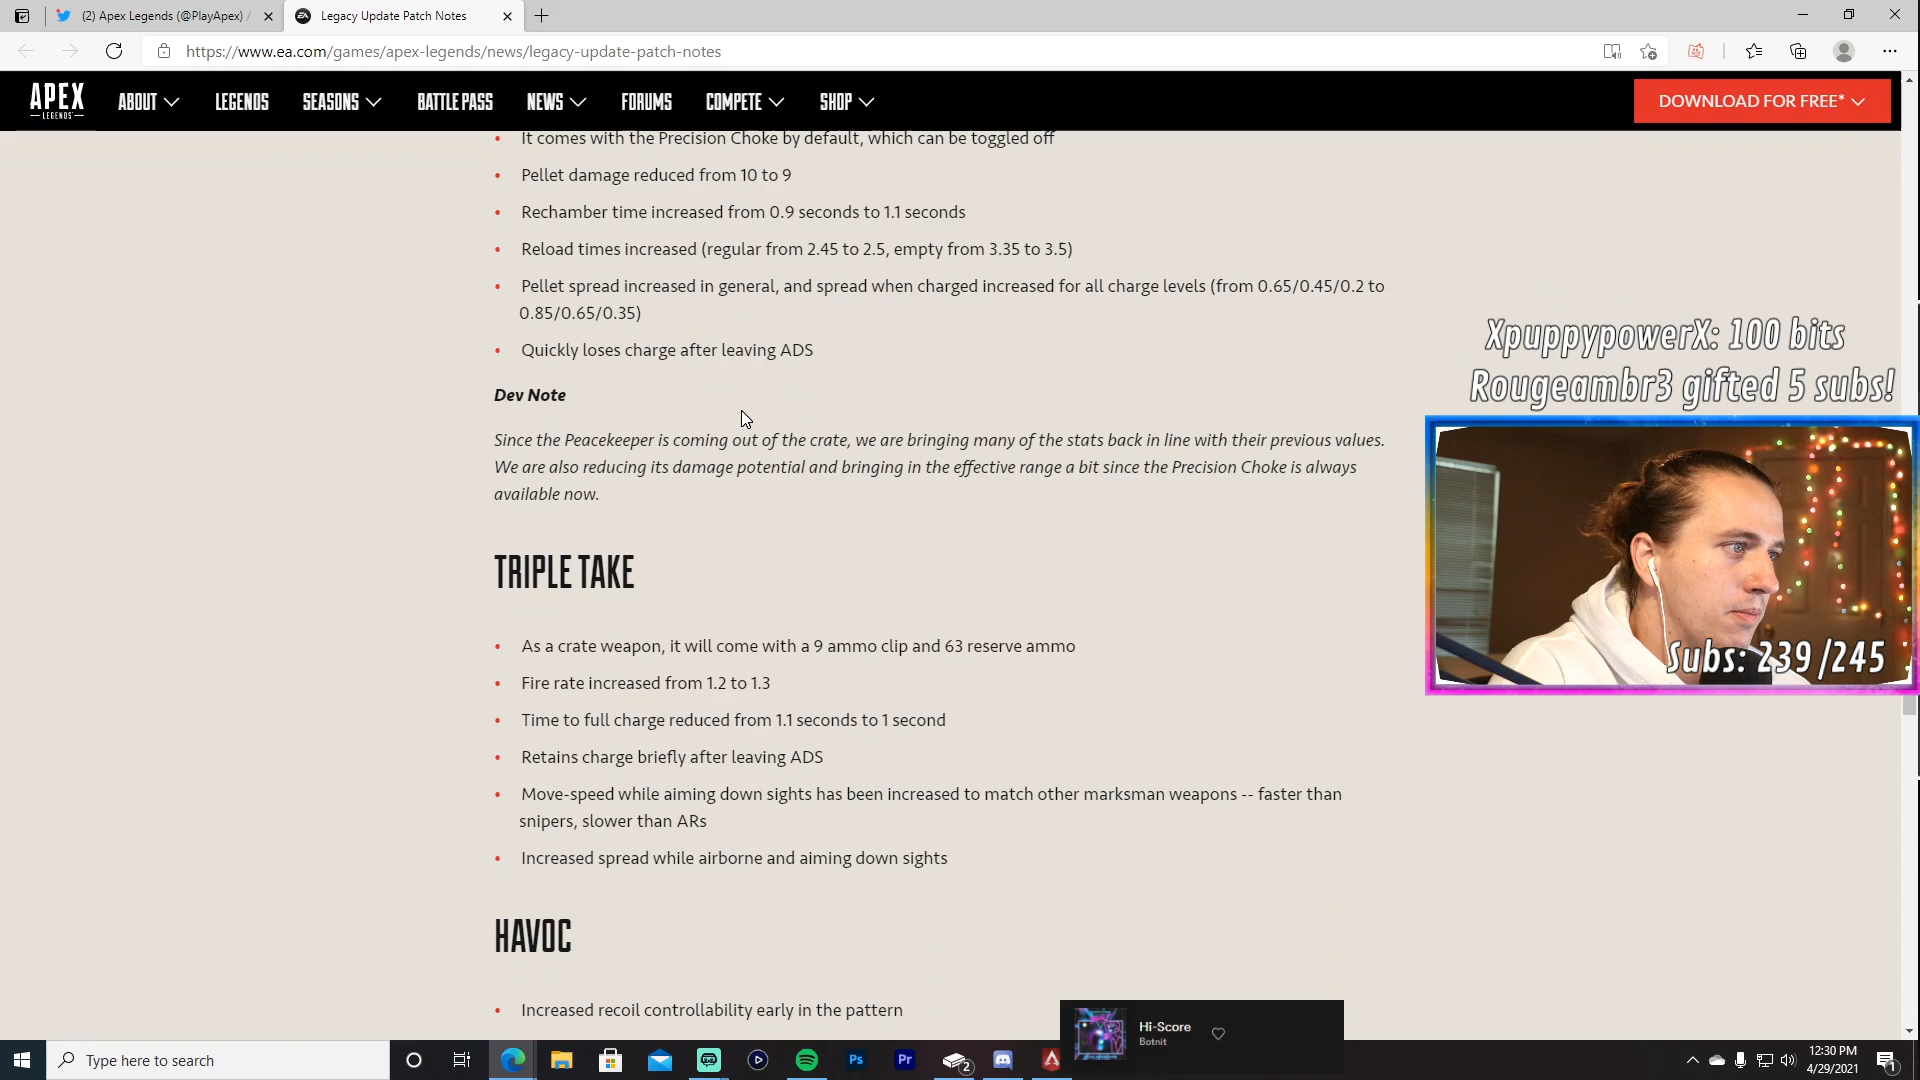 (2) Apex Legends (@PlayApex) /
Legacy Update Patch Notes
https://www.ea.com/games/apex-legends/news/legacy-update-patch-notes
APEX
LEGENDS
ABOUT
LEGENDS
SEASONS
BATTLE PASS
NEWS
FORUMS
COMPETE
SHOP
DOWNLOAD FOR FREE*
• It comes with the Precision Choke by default, which can be toggled off
• Pellet damage reduced from 10 to 9
• Rechamber time increased from 0.9 seconds to 1.1 seconds
• Reload times increased (regular from 2.45 to 2.5, empty from 3.35 to 3.5)
• Pellet spread increased in general, and spread when charged increased for all charge levels (from 0.65/0.45/0.2 to
0.85/0.65/0.35)
• Quickly loses charge after leaving ADS
Dev Note
Since the Peacekeeper is coming out of the crate, we are bringing many of the stats back in line with their previous values.
We are also reducing its damage potential and bringing in the effective range a bit since the Precision Choke is always
available now.
TRIPLE TAKE
• As a crate weapon, it will come with a 9 ammo clip and 63 reserve ammo
• Fire rate increased from 1.2 to 1.3
• Time to full charge reduced from 1.1 seconds to 1 second
• Retains charge briefly after leaving ADS
• Move-speed while aiming down sights has been increased to match other marksman weapons -- faster than
snipers, slower than ARs
• Increased spread while airborne and aiming down sights
HAVOC
• Increased recoil controllability early in the pattern
XpuppypowerX: 100 bits
Rougeambr3 gifted 5 subs!
Subs: 239 /245
Hi-Score
Botnit
Type here to search
Ps
Pr
2
12:30 PM
4/29/2021
1